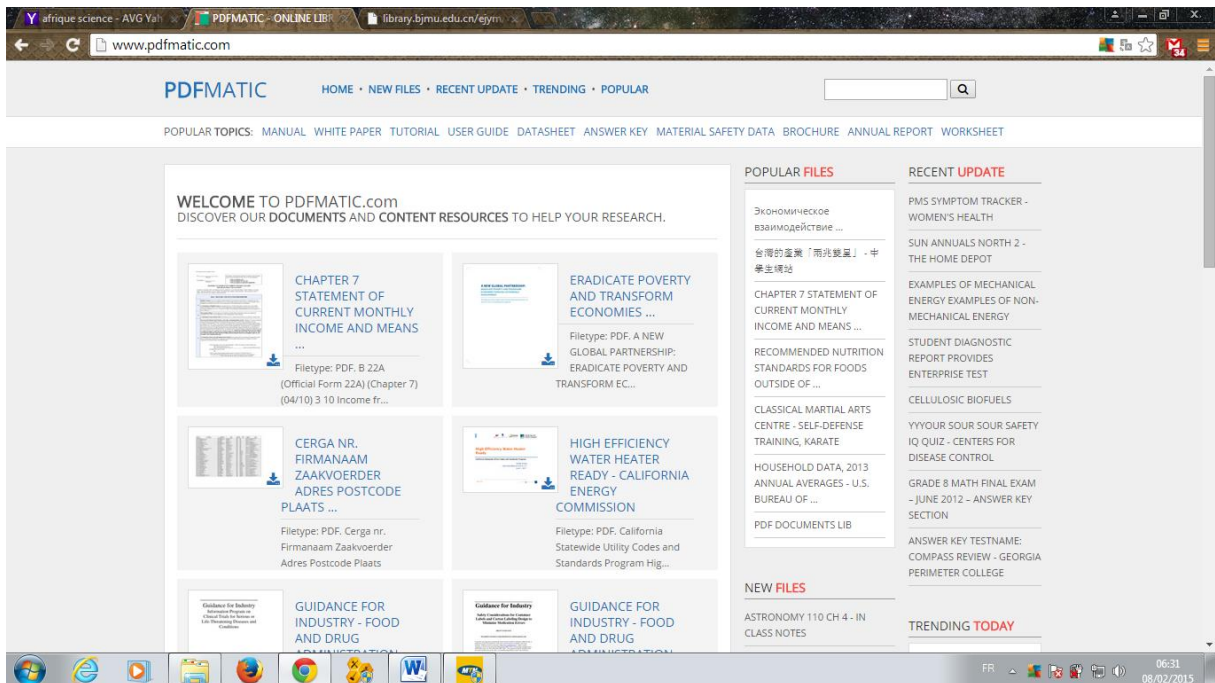 afrique science - AVG Yah
PDFMATIC - ONLINE LIBR
library.bjmu.edu.cn/ejym
www.pdfmatic.com
34
PDFMATIC
HOME • NEW FILES • RECENT UPDATE • TRENDING • POPULAR
POPULAR TOPICS: MANUAL WHITE PAPER TUTORIAL USER GUIDE DATASHEET ANSWER KEY MATERIAL SAFETY DATA BROCHURE ANNUAL REPORT WORKSHEET
WELCOME TO PDFMATIC.com
DISCOVER OUR DOCUMENTS AND CONTENT RESOURCES TO HELP YOUR RESEARCH.
CHAPTER 7
STATEMENT OF
CURRENT MONTHLY
INCOME AND MEANS
...
Filetype: PDF. B 22A
(Official Form 22A) (Chapter 7)
(04/10) 3 10 Income fr...
ERADICATE POVERTY
AND TRANSFORM
ECONOMIES ...
Filetype: PDF. A NEW
GLOBAL PARTNERSHIP:
ERADICATE POVERTY AND
TRANSFORM EC...
CERGA NR.
FIRMANAAM
ZAAKVOERDER
ADRES POSTCODE
PLAATS ...
Filetype: PDF. Cerga nr.
Firmanaam Zaakvoerder
Adres Postcode Plaats
HIGH EFFICIENCY
WATER HEATER
READY - CALIFORNIA
ENERGY
COMMISSION
Filetype: PDF. California
Statewide Utility Codes and
Standards Program Hig...
Guidance for Industry
GUIDANCE FOR
INDUSTRY - FOOD
AND DRUG
ADMINISTRATION
Guidance for Industry
GUIDANCE FOR
INDUSTRY - FOOD
AND DRUG
ADMINISTRATION
POPULAR FILES
Экономическое
взаимодействие ...
台灣的產業「兩兆雙星」 - 中
學生網站
CHAPTER 7 STATEMENT OF
CURRENT MONTHLY
INCOME AND MEANS ...
RECOMMENDED NUTRITION
STANDARDS FOR FOODS
OUTSIDE OF ...
CLASSICAL MARTIAL ARTS
CENTRE - SELF-DEFENSE
TRAINING, KARATE
HOUSEHOLD DATA, 2013
ANNUAL AVERAGES - U.S.
BUREAU OF ...
PDF DOCUMENTS LIB
NEW FILES
ASTRONOMY 110 CH 4 - IN
CLASS NOTES
RECENT UPDATE
PMS SYMPTOM TRACKER -
WOMEN'S HEALTH
SUN ANNUALS NORTH 2 -
THE HOME DEPOT
EXAMPLES OF MECHANICAL
ENERGY EXAMPLES OF NON-
MECHANICAL ENERGY
STUDENT DIAGNOSTIC
REPORT PROVIDES
ENTERPRISE TEST
CELLULOSIC BIOFUELS
YYYOUR SOUR SOUR SAFETY
IQ QUIZ - CENTERS FOR
DISEASE CONTROL
GRADE 8 MATH FINAL EXAM
– JUNE 2012 – ANSWER KEY
SECTION
ANSWER KEY TESTNAME:
COMPASS REVIEW - GEORGIA
PERIMETER COLLEGE
TRENDING TODAY
FR
06:31
08/02/2015